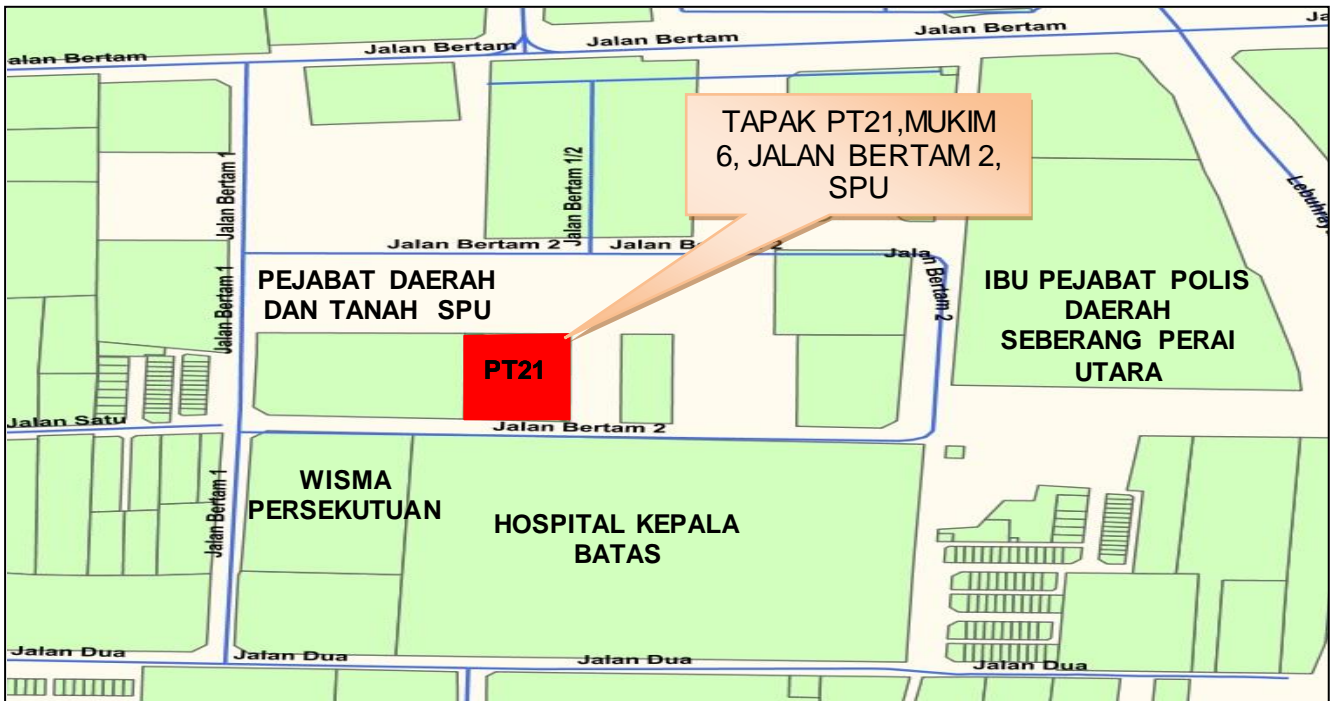 Ja
Jalan Bertam
Jalan Bertam
Jalan Bertam
alan Bertam
TAPAK PT21,MUKIM
6, JALAN BERTAM 2,
SPU
Jalan Bertam 1
Jalan Bertam 1/2
Lebuhray
Jalan Bertam 2
Jalan B
2
Jala
an Bertam 2
PEJABAT DAERAH
DAN TANAH SPU
IBU PEJABAT POLIS
DAERAH
SEBERANG PERAI
UTARA
Jalan Bertam 1
PT21
Jalan Satu
Jalan Bertam 2
Jalan Bertam 1
WISMA
PERSEKUTUAN
HOSPITAL KEPALA
BATAS
Jalan Dua
Jalan Dua
Jalan Dua
Jalan Dua